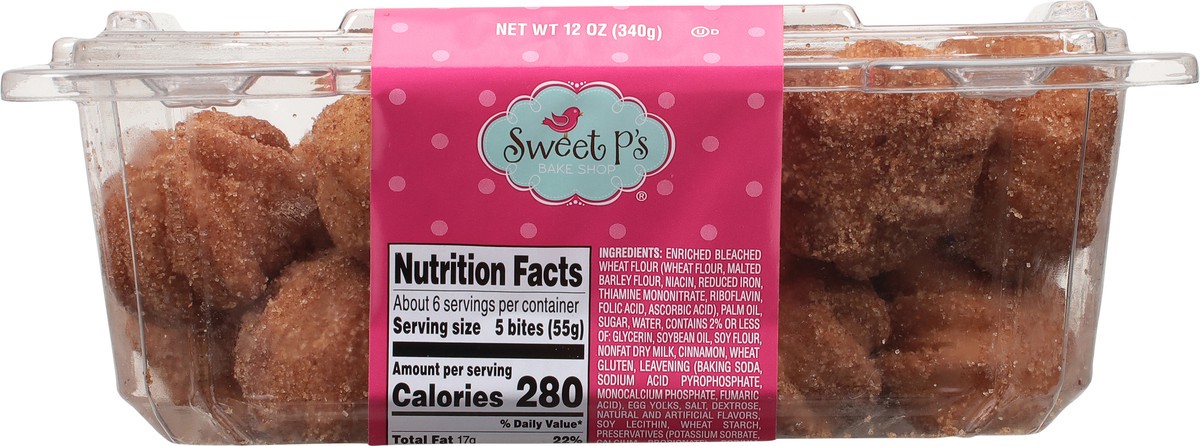 NET WT 12 OZ (340g)
U D
Sweet P's
BAKE SHOP
®
Nutrition Facts
About 6 servings per container
Serving size 5 bites (55g)
Amount per serving
Calories 280
% Daily Value*
Total Fat 17g 22%
INGREDIENTS: ENRICHED BLEACHED
WHEAT FLOUR (WHEAT FLOUR, MALTED
BARLEY FLOUR, NIACIN, REDUCED IRON,
THIAMINE MONONITRATE, RIBOFLAVIN,
FOLIC ACID, ASCORBIC ACID), PALM OIL,
SUGAR, WATER, CONTAINS 2% OR LESS
OF: GLYCERIN, SOYBEAN OIL, SOY FLOUR,
NONFAT DRY MILK, CINNAMON, WHEAT
GLUTEN, LEAVENING (BAKING SODA,
SODIUM ACID PYROPHOSPHATE,
MONOCALCIUM PHOSPHATE, FUMARIC
ACID), EGG YOLKS, SALT, DEXTROSE,
NATURAL AND ARTIFICIAL FLAVORS,
SOY LECITHIN, WHEAT STARCH,
PRESERVATIVES (POTASSIUM SORBATE,